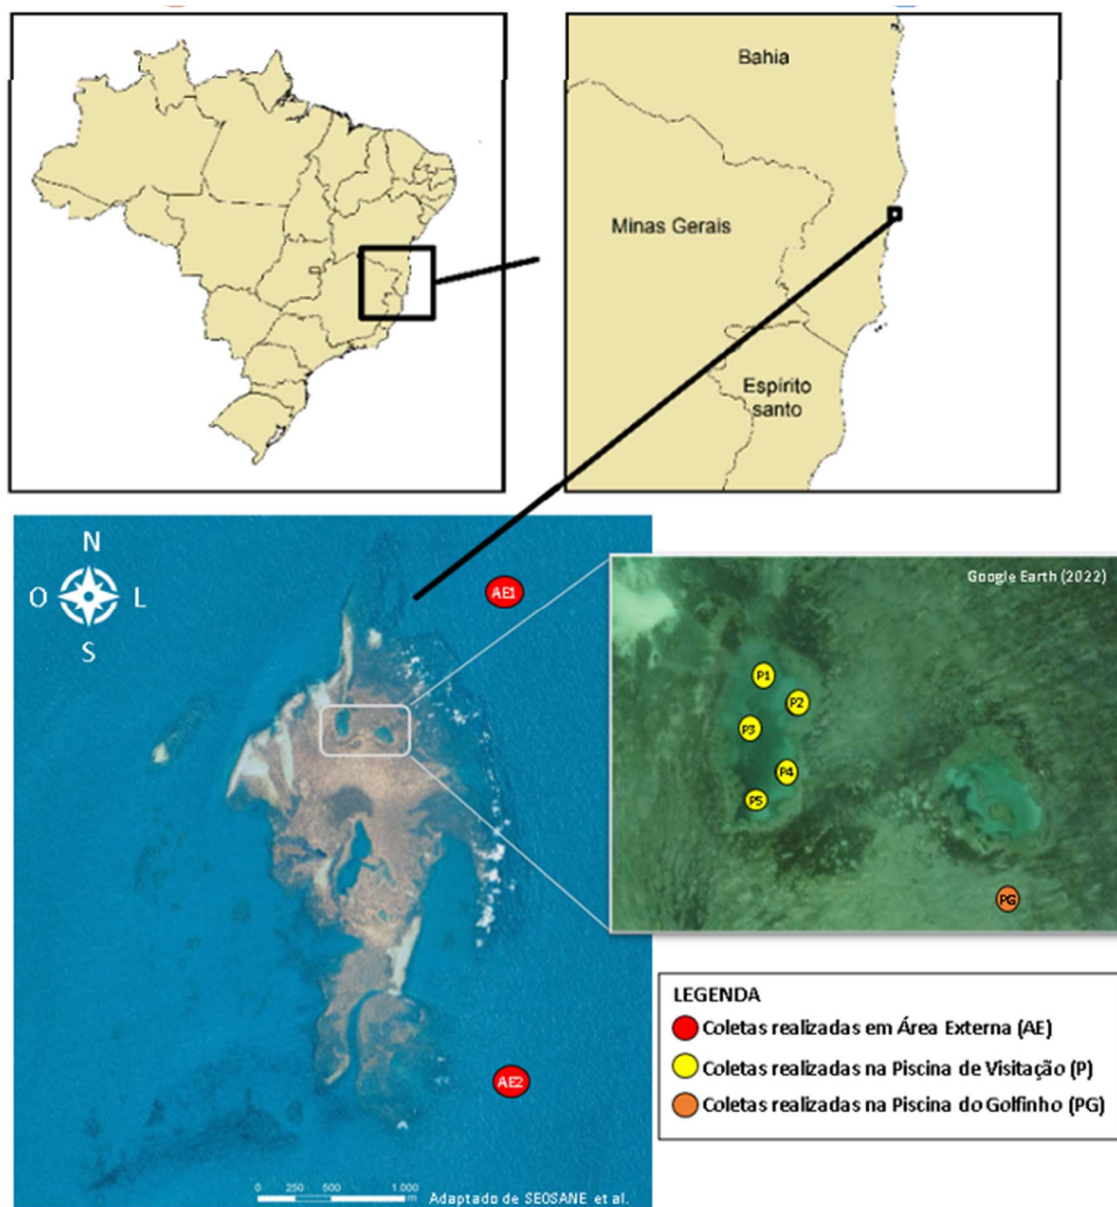 Bahia
Minas Gerais
Espírito
santo
N
O
L
S
AE1
AE2
0 250 500 1.000
m
Adaptado de SEOSANE et al.
Google Earth (2022)
P1
P2
P3
P4
P5
PG
LEGENDA
Coletas realizadas em Área Externa (AE)
Coletas realizadas na Piscina de Visitação (P)
Coletas realizadas na Piscina do Golfinho (PG)